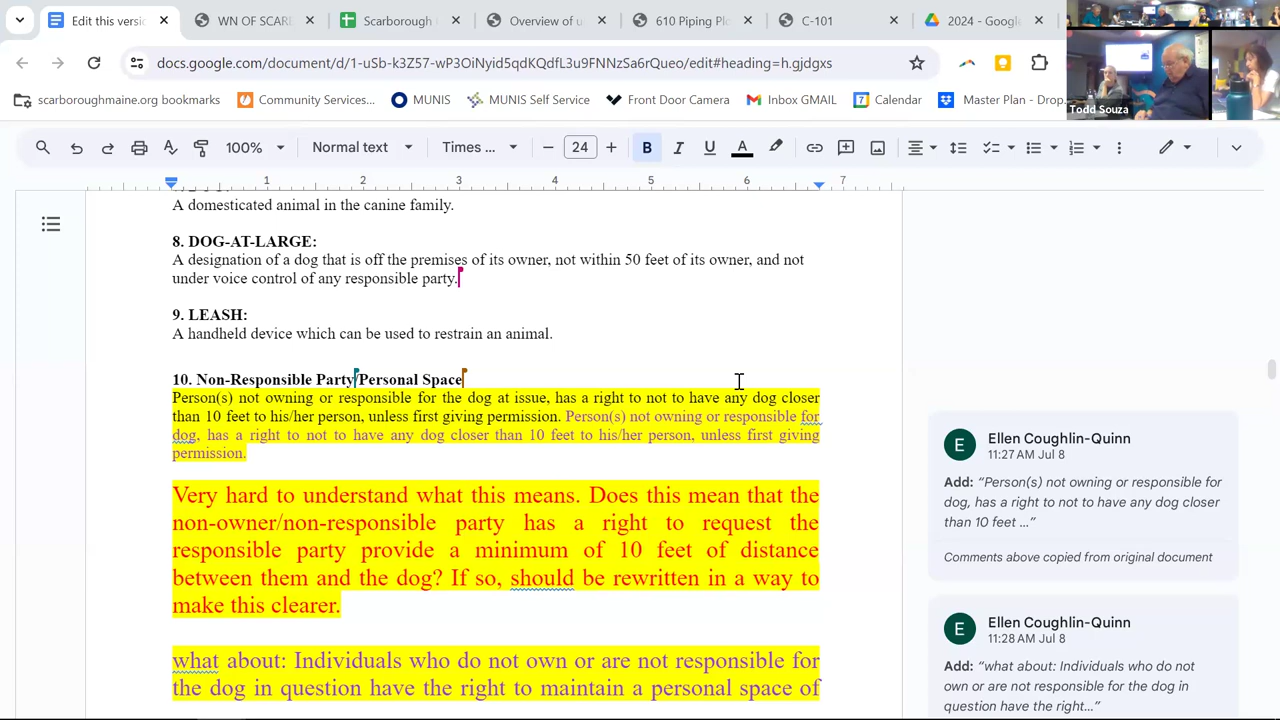 Edit this versio
WN OF SCARL
Scarborough
Overview of u
610 Piping Plo
C-101
2024 - Google
docs.google.com/document/d/1-tFsb-k3Z57-vvP3OiNyid5qdKQdfL3u9FNNzSa6rQueo/edit#heading=h.gjdgxs
scarboroughmaine.org bookmarks
Community Services...
MUNIS
MUNIS Self Service
Front Door Camera
Inbox GMAIL
Calendar
Master Plan - Drop...
Todd Souza
100%
Normal text
Times ...
24
B
I
U
A
1 2 3 4 5 6 7
A domesticated animal in the canine family.
8. DOG-AT-LARGE:
A designation of a dog that is off the premises of its owner, not within 50 feet of its owner, and not
under voice control of any responsible party.
9. LEASH:
A handheld device which can be used to restrain an animal.
10. Non-Responsible Party/Personal Space
Person(s) not owning or responsible for the dog at issue, has a right to not to have any dog closer
than 10 feet to his/her person, unless first giving permission. Person(s) not owning or responsible for
dog, has a right to not to have any dog closer than 10 feet to his/her person, unless first giving
permission.
Very hard to understand what this means. Does this mean that the
non-owner/non-responsible party has a right to request the
responsible party provide a minimum of 10 feet of distance
between them and the dog? If so, should be rewritten in a way to
make this clearer.
what about: Individuals who do not own or are not responsible for
the dog in question have the right to maintain a personal space of
E
Ellen Coughlin-Quinn
11:27 AM Jul 8
Add: “Person(s) not owning or responsible for
dog, has a right to not to have any dog closer
than 10 feet ...”
Comments above copied from original document
E
Ellen Coughlin-Quinn
11:28 AM Jul 8
Add: “what about: Individuals who do not
own or are not responsible for the dog in
question have the right...”